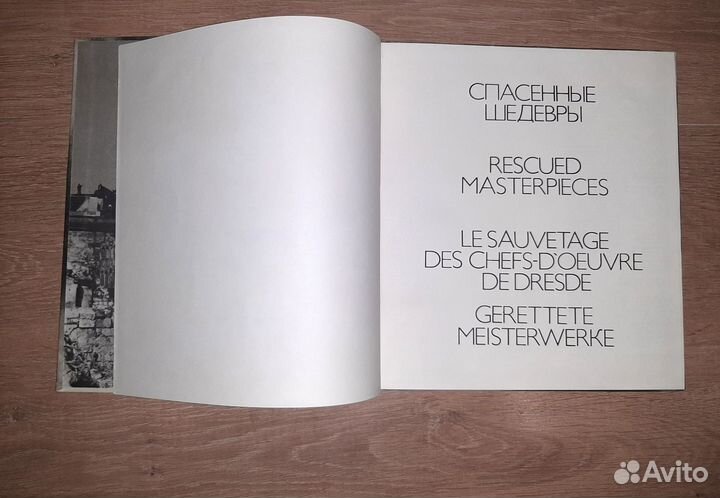 СПАСЕННЫЕ
ШЕДЕВРЫ
RESCUED
MASTERPIECES
LE SAUVETAGE
DES CHEFS-D`OEUVRE
DE DRESDE
GERETTETE
MEISTERWERKE
Avito